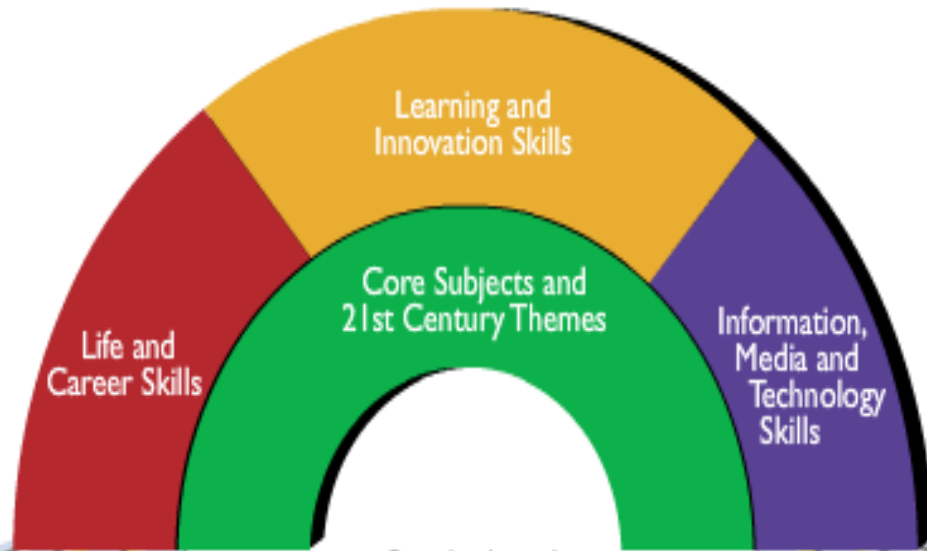 Learning and
Innovation Skills
Core Subjects and
21st Century Themes
Life and
Career Skills
Information,
Media and
Technology
Skills